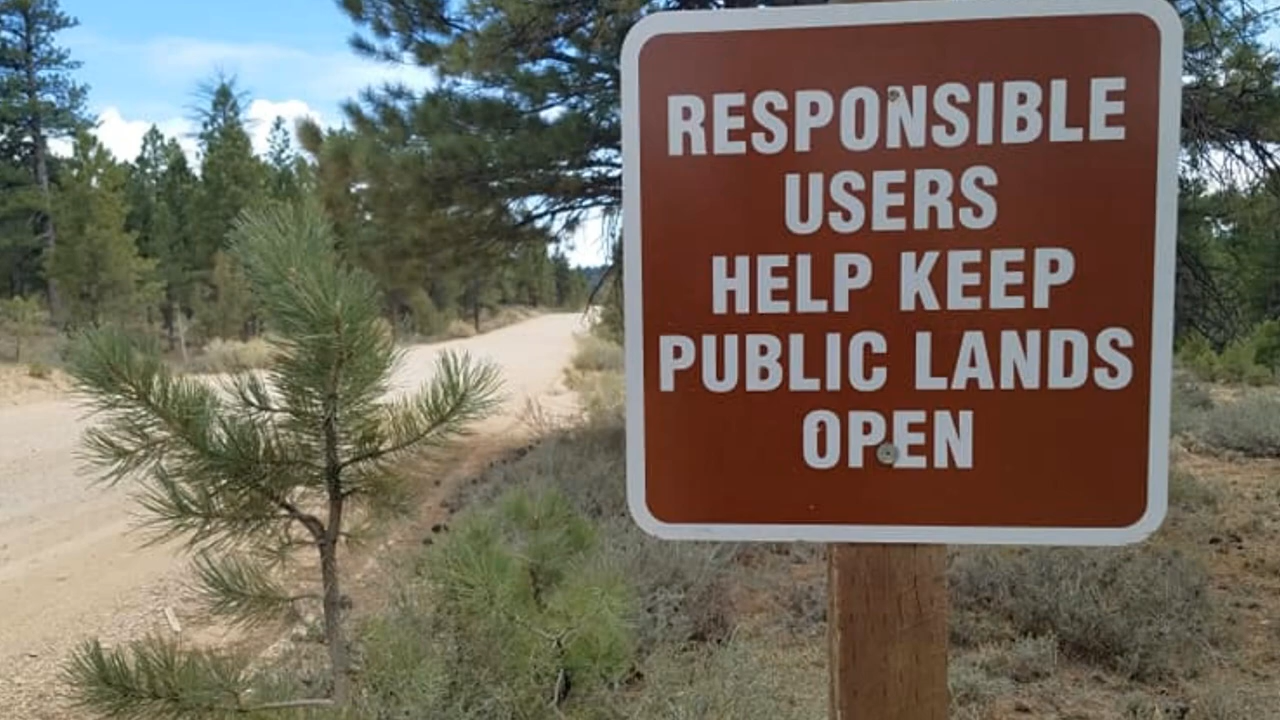 RESPONSIBLE
USERS
HELP KEEP
PUBLIC LANDS
OPEN